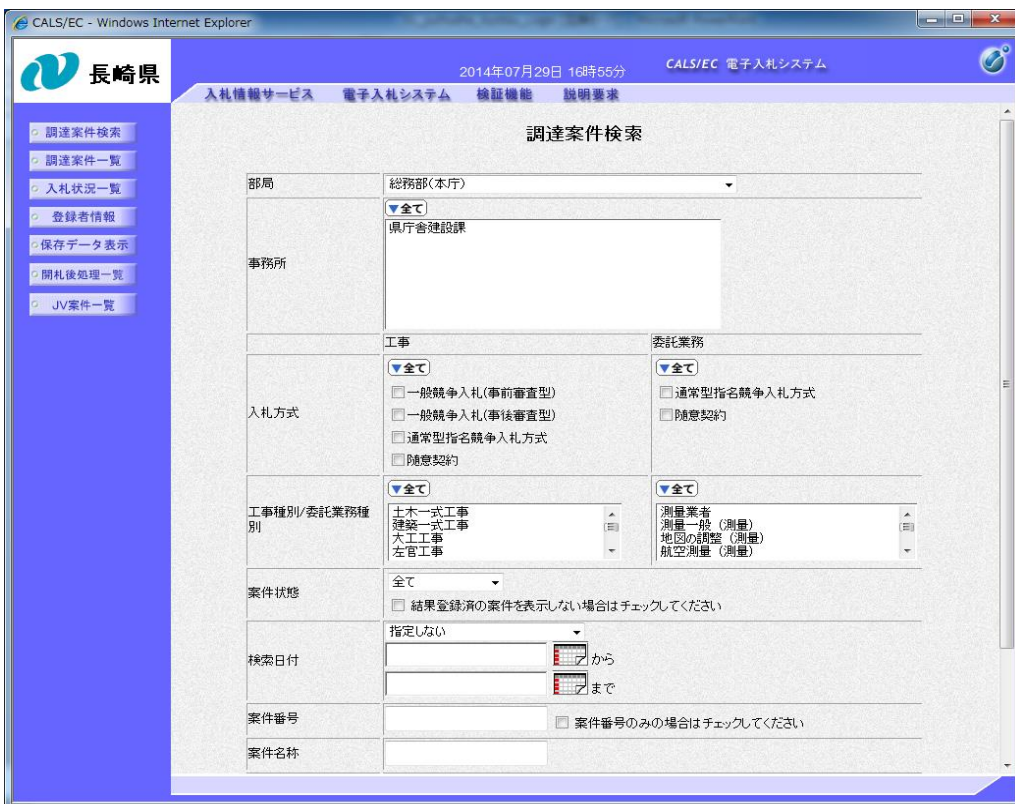 CALS/EC - Windows Internet Explorer
長崎県
2014年07月29日 16時55分
CALS/EC 電子入札システム
入札情報サービス 電子入札システム 検証機能 説明要求
調達案件検索
調達案件一覧
入札状況一覧
登録者情報
保存データ表示
開札後処理一覧
JV案件一覧
調達案件検索
部局 総務部(本庁)
▼全て
事務所 県庁舎建設課
工事 委託業務
入札方式
▼全て ▼全て
一般競争入札(事前審査型) 通常型指名競争入札方式
一般競争入札(事後審査型) 随意契約
通常型指名競争入札方式
随意契約
工事種別/委託業務種別
▼全て ▼全て
土木一式工事 測量業者
建築一式工事 測量一般（測量）
大工工事 地図の調整（測量）
左官工事 航空測量（測量）
案件状態 全て
結果登録済の案件を表示しない場合はチェックしてください
検索日付 指定しない
から
まで
案件番号 案件番号のみの場合はチェックしてください
案件名称